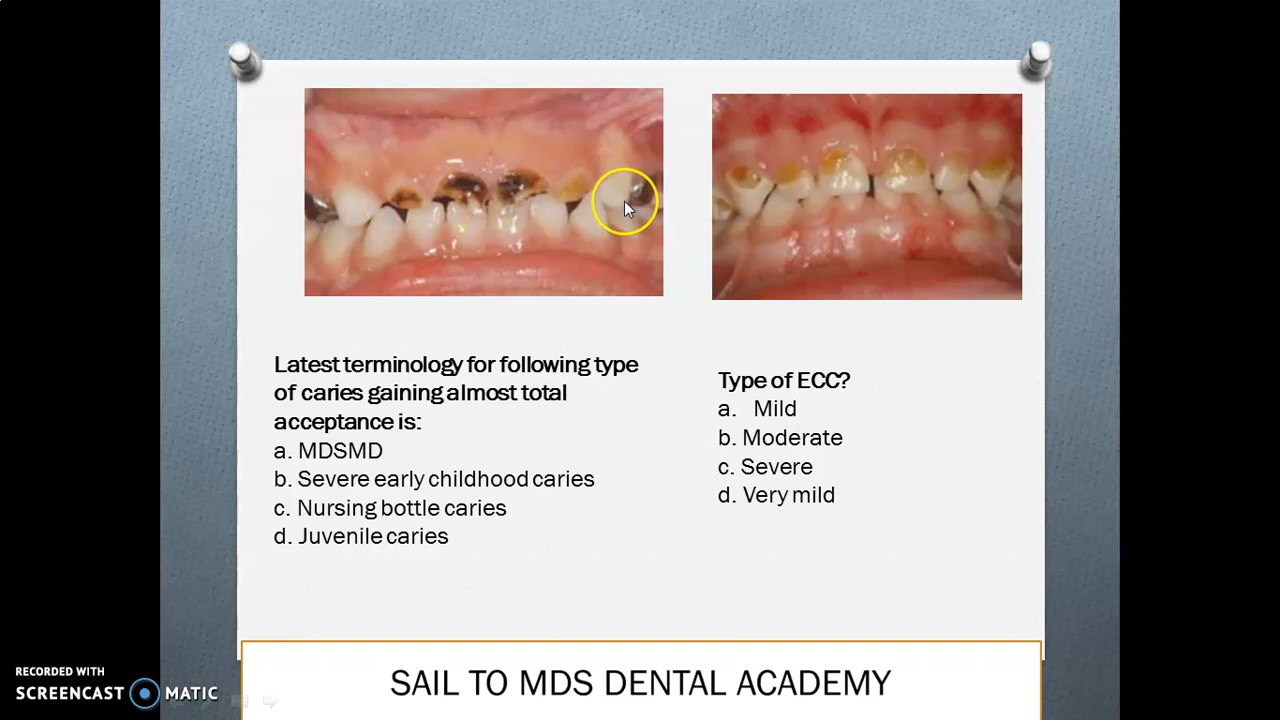 Latest terminology for following type
of caries gaining almost total
acceptance is:
a. MDSMD
b. Severe early childhood caries
c. Nursing bottle caries
d. Juvenile caries
Type of ECC?
a. Mild
b. Moderate
c. Severe
d. Very mild
SAIL TO MDS DENTAL ACADEMY
RECORDED WITH
SCREENCAST MATIC